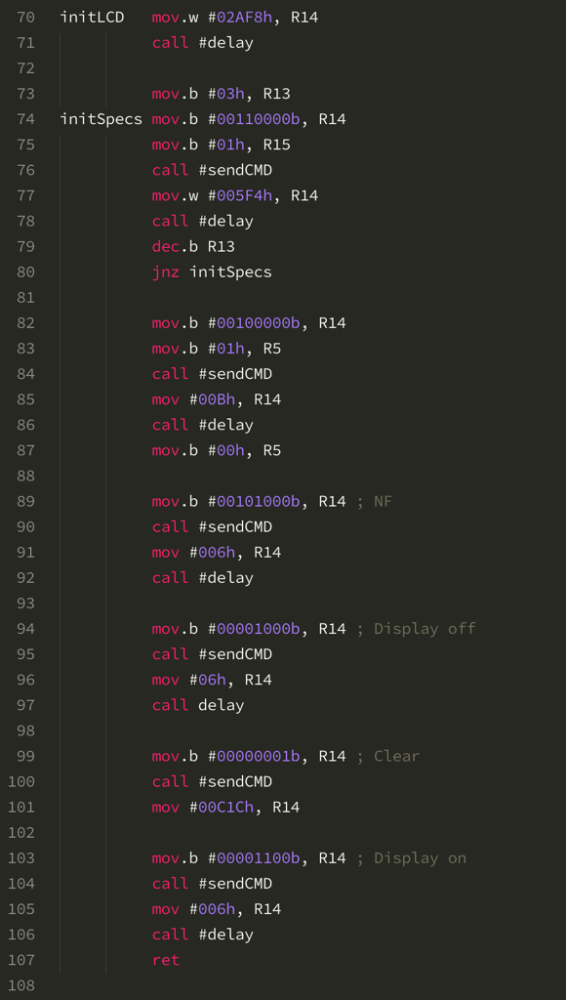 70 initLCD mov.w #02AF8h, R14
71 call #delay
72
73 mov.b #03h, R13
74 initSpecs mov.b #00110000b, R14
75 mov.b #01h, R15
76 call #sendCMD
77 mov.w #005F4h, R14
78 call #delay
79 dec.b R13
80 jnz initSpecs
81
82 mov.b #00100000b, R14
83 mov.b #01h, R5
84 call #sendCMD
85 mov #00Bh, R14
86 call #delay
87 mov.b #00h, R5
88
89 mov.b #00101000b, R14 ; NF
90 call #sendCMD
91 mov #006h, R14
92 call #delay
93
94 mov.b #00001000b, R14 ; Display off
95 call #sendCMD
96 mov #06h, R14
97 call delay
98
99 mov.b #00000001b, R14 ; Clear
100 call #sendCMD
101 mov #00C1Ch, R14
102
103 mov.b #00001100b, R14 ; Display on
104 call #sendCMD
105 mov #006h, R14
106 call #delay
107 ret
108